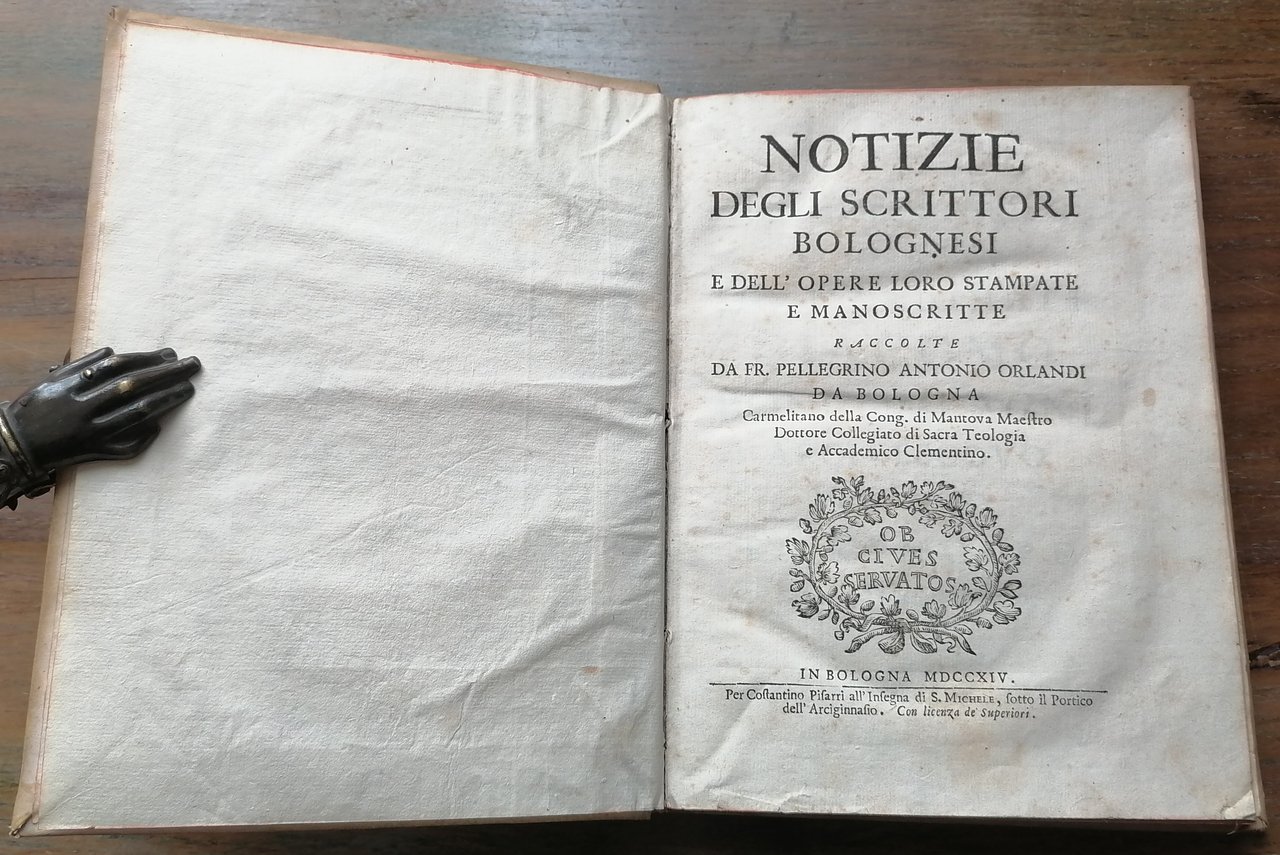 NOTIZIE
DEGLI SCRITTORI
BOLOGNESI
E DELL' OPERE LORO STAMPATE
E MANOSCRITTE
RACCOLTE
DA FR. PELLEGRINO ANTONIO ORLANDI
DA BOLOGNA
Carmelitano della Cong. di Mantova Maeſtro
Dottore Collegiato di Sacra Teologia
e Accademico Clementino.
OB
CIVES
SERVATOS
IN BOLOGNA MDCCXIV.
Per Coſtantino Piſarri all' Inſegna di S. MICHELE, ſotto il Portico
dell' Arciginnaſio. Con licenza de' Superiori.